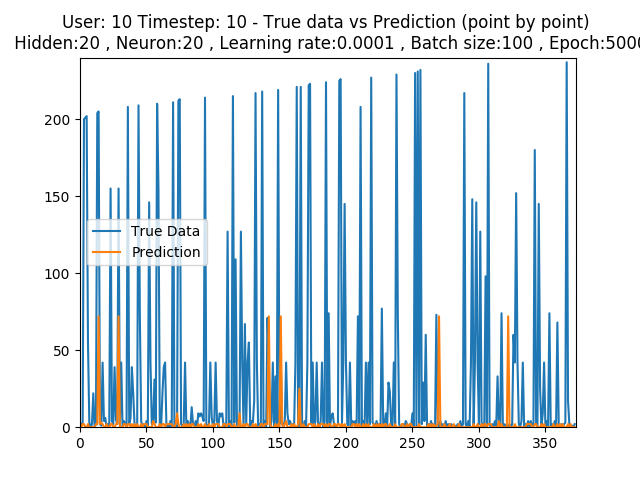 User: 10 Timestep: 10 - True data vs Prediction (point by point)
Hidden:20 , Neuron:20 , Learning rate:0.0001 , Batch size:100 , Epoch:5000
200
150
100
50
0
True Data
Prediction
0 50 100 150 200 250 300 350